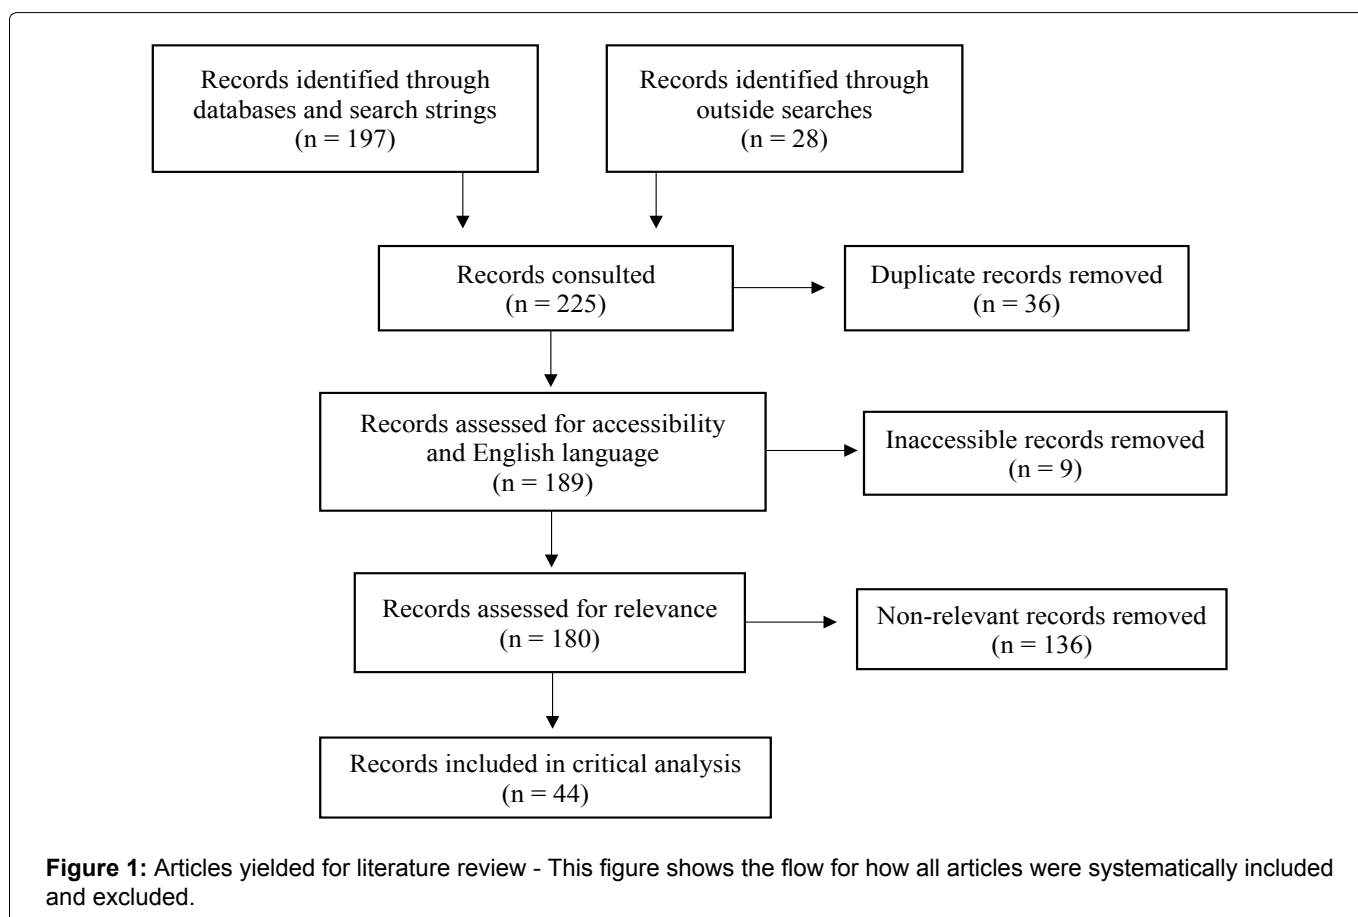 Records identified through
databases and search strings
(n = 197)
Records identified through
outside searches
(n = 28)
Records consulted
(n = 225)
Duplicate records removed
(n = 36)
Records assessed for accessibility
and English language
(n = 189)
Inaccessible records removed
(n = 9)
Records assessed for relevance
(n = 180)
Non-relevant records removed
(n = 136)
Records included in critical analysis
(n = 44)
Figure 1: Articles yielded for literature review - This figure shows the flow for how all articles were systematically included
and excluded.